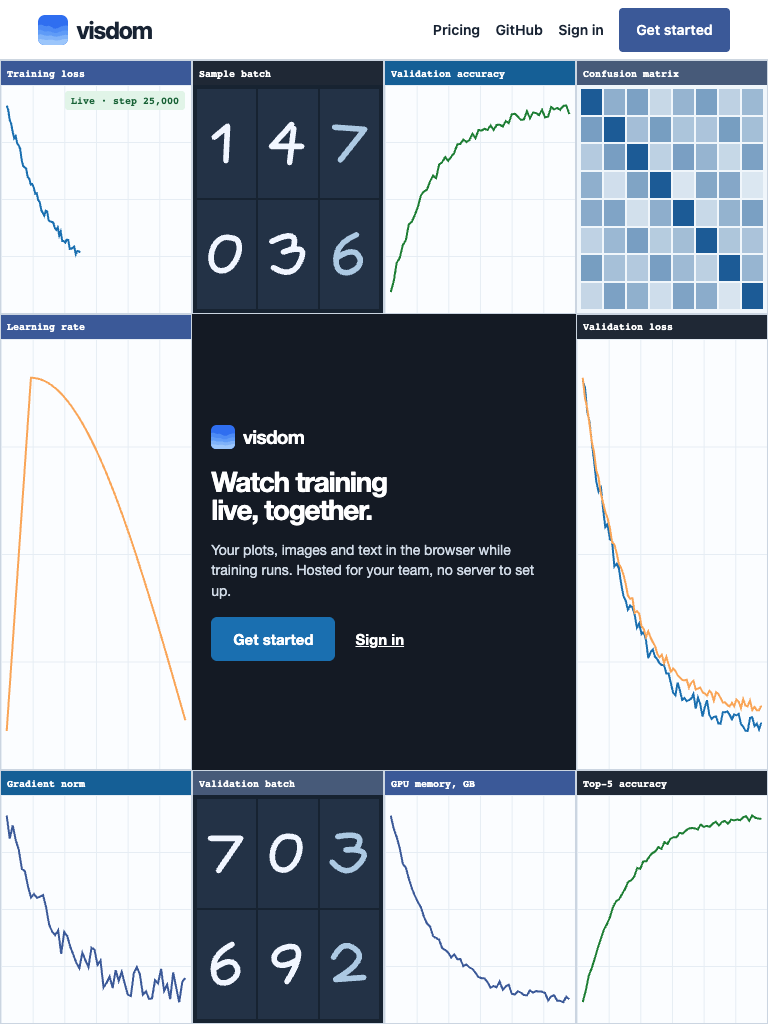 visdom
Pricing GitHub Sign in Get started
Training loss
Live · step 25,000
Sample batch
1 4 7
0 3 6
Validation accuracy
Confusion matrix
Learning rate
visdom
Watch training
live, together.
Your plots, images and text in the browser while
training runs. Hosted for your team, no server to set
up.
Get started Sign in
Validation loss
Gradient norm
Validation batch
7 0 3
6 9 2
GPU memory, GB
Top-5 accuracy